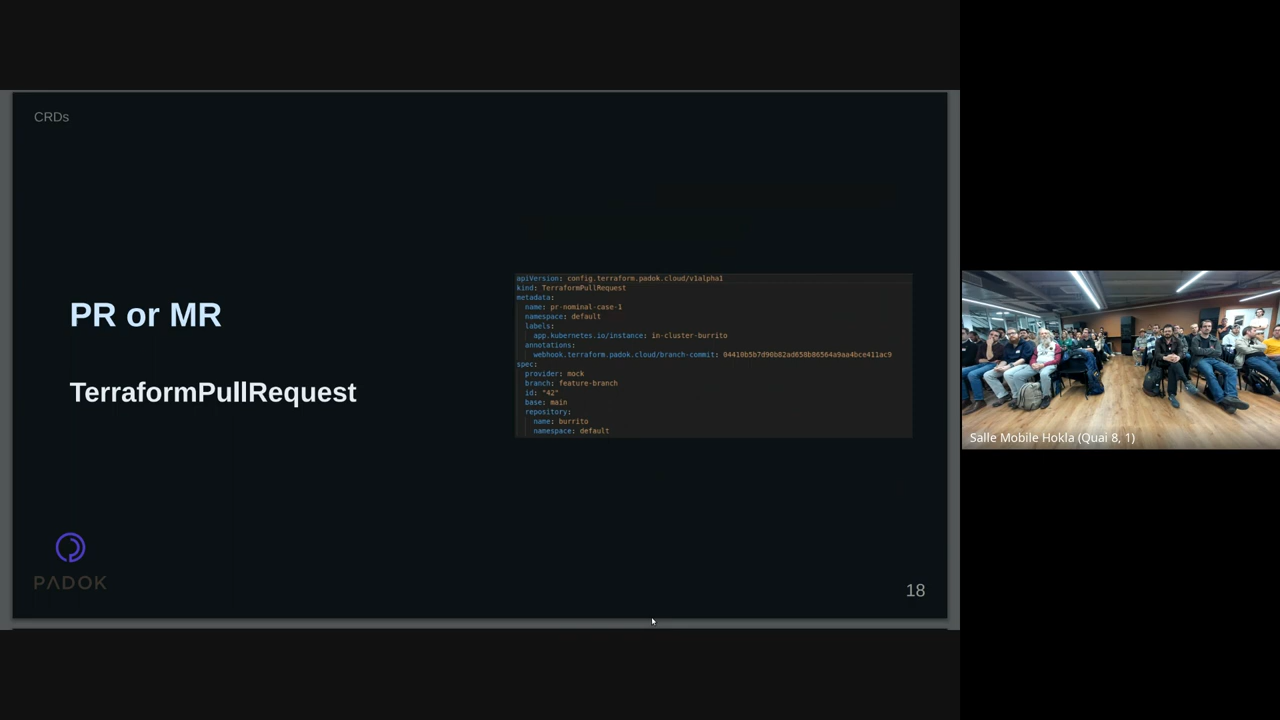 CRDs
PR or MR
TerraformPullRequest
apiVersion: config.terraform.padok.cloud/v1alpha1
kind: TerraformPullRequest
metadata:
  name: pr-nominal-case-1
  namespace: default
  labels:
    app.kubernetes.io/instance: in-cluster-burrito
  annotations:
    webhook.terraform.padok.cloud/branch-commit: 04410b5b7d96b82ad658b86564a9aa4bce411ac9
spec:
  provider: mock
  branch: feature-branch
  id: "42"
  base: main
  repository:
    name: burrito
    namespace: default
PADOK
18
Salle Mobile Hokla (Quai 8, 1)